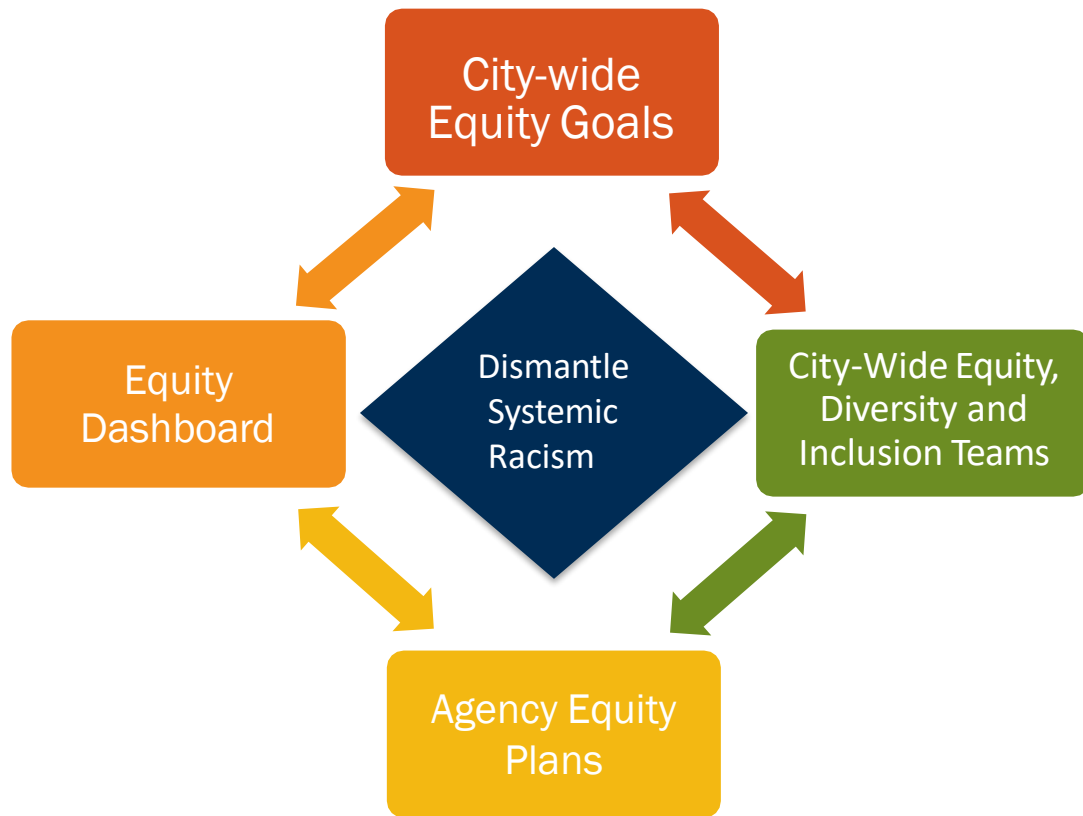 City-wide
Equity Goals
Equity
Dashboard
Dismantle
Systemic
Racism
City-Wide Equity,
Diversity and
Inclusion Teams
Agency Equity
Plans